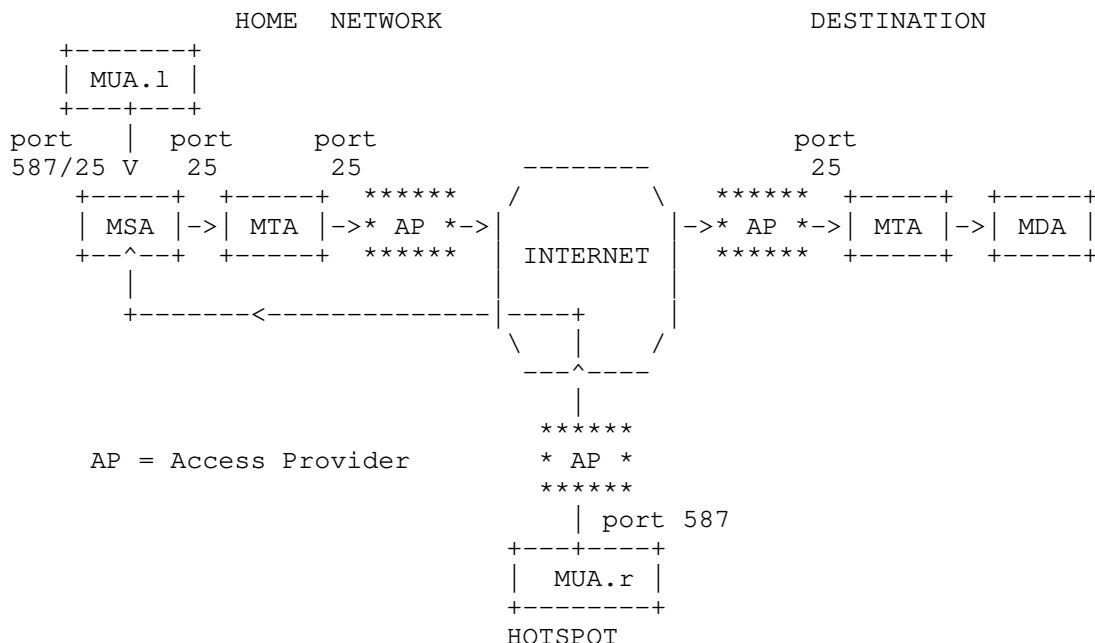 HOME NETWORK DESTINATION
MUA.l
port port port port
587/25 V 25 25 25
MSA MTA AP MTA MDA
INTERNET
AP = Access Provider AP
port 587
MUA.r
HOTSPOT